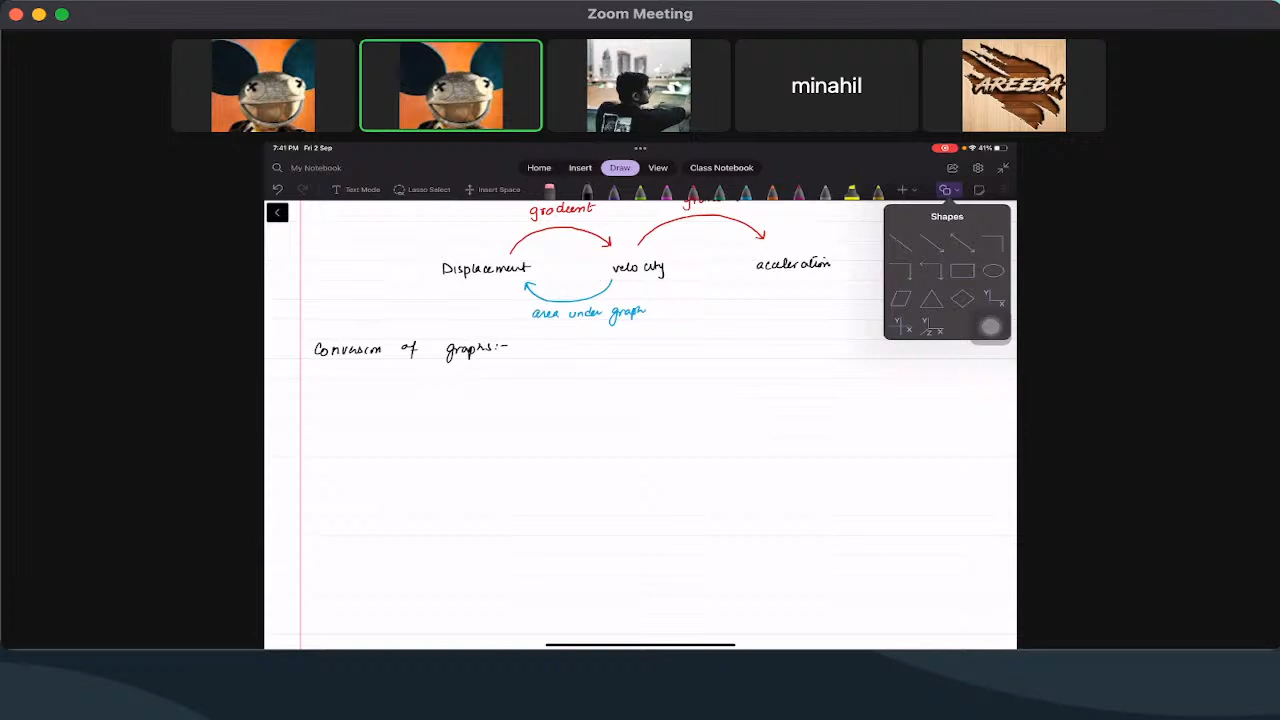 Zoom Meeting
minahil
AREEBA
7:41 PM Fri 2 Sep
41%
My Notebook
Home Insert Draw View Class Notebook
Text Mode Lasso Select Insert Space
Shapes
gradient
Displacement velocity acceleration
area under graph
Conversion of graphs:-
Y X
Y X Y Z X